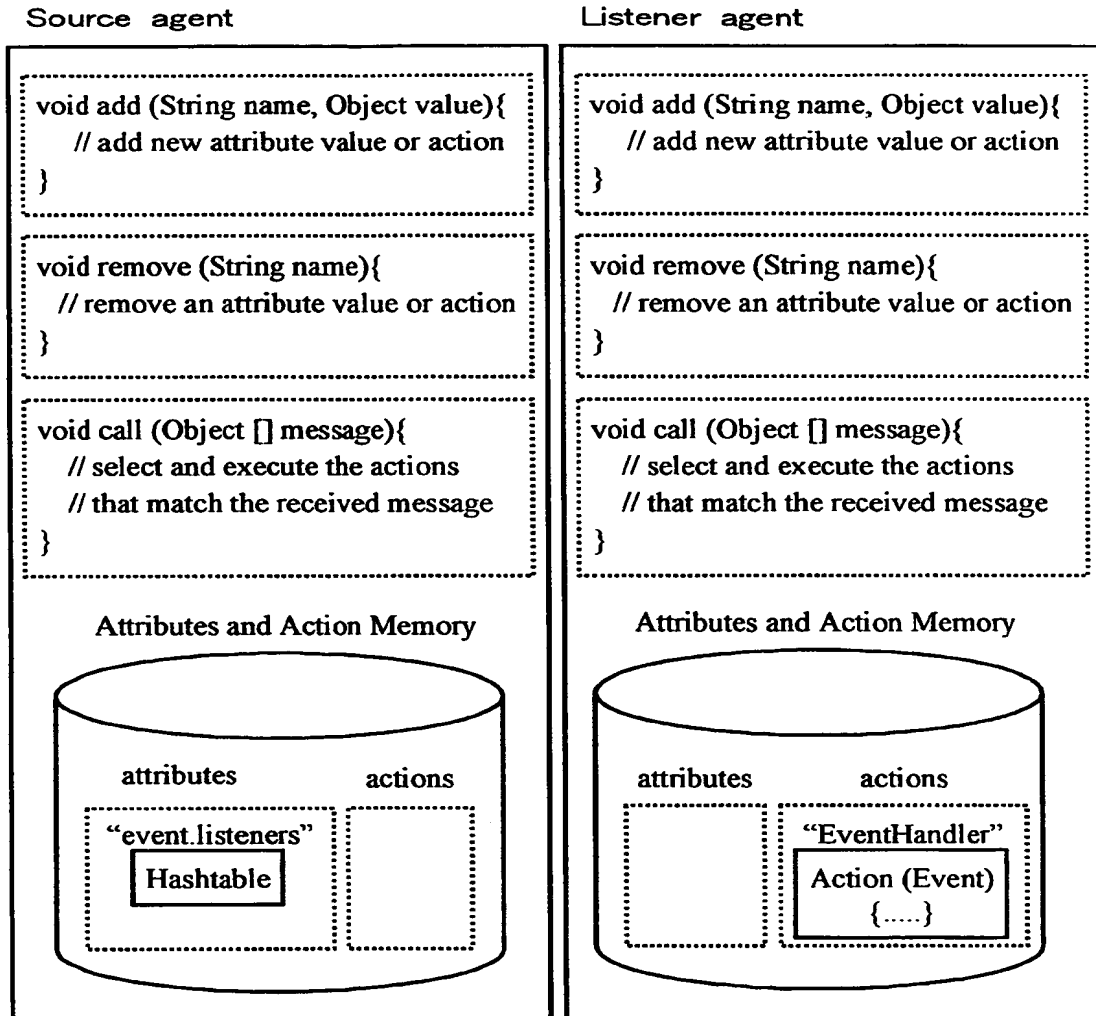 Source agent
void add (String name, Object value){
// add new attribute value or action
}
void remove (String name){
// remove an attribute value or action
}
void call (Object [] message){
// select and execute the actions
// that match the received message
}
Attributes and Action Memory
attributes
actions
“event.listeners”
Hashtable
Listener agent
void add (String name, Object value){
// add new attribute value or action
}
void remove (String name){
// remove an attribute value or action
}
void call (Object [] message){
// select and execute the actions
// that match the received message
}
Attributes and Action Memory
attributes
actions
“EventHandler”
Action (Event)
{.....}